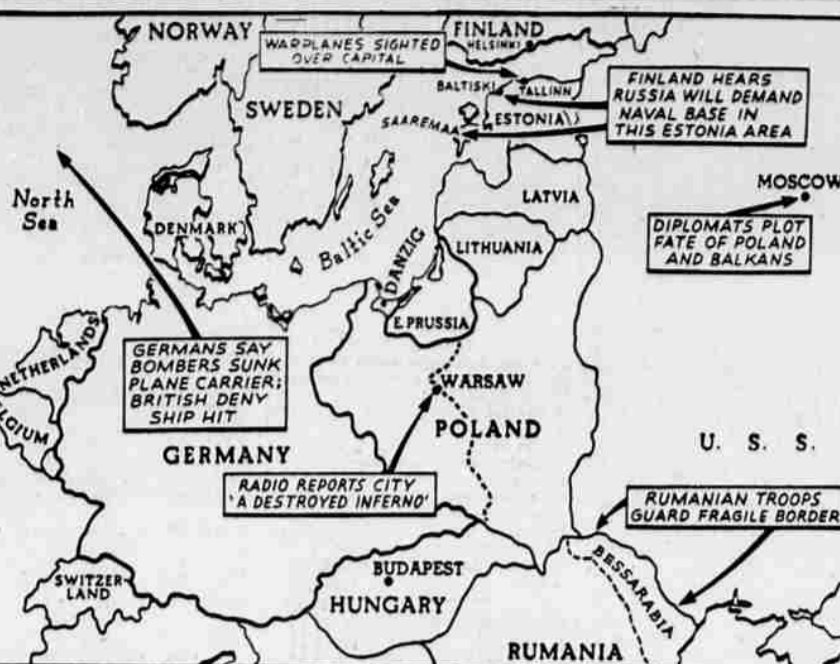 NORWAY
FINLAND
HELSINKI
WARPLANES SIGHTED
OVER CAPITAL
BALTISKI
TALLINN
FINLAND HEARS
RUSSIA WILL DEMAND
NAVAL BASE IN
THIS ESTONIA AREA
SWEDEN
SAAREMAA
ESTONIA
North
Sea
LATVIA
MOSCOW
DENMARK
Baltic Sea
DANZIG
LITHUANIA
DIPLOMATS PLOT
FATE OF POLAND
AND BALKANS
E. PRUSSIA
NETHERLANDS
GERMANS SAY
BOMBERS SUNK
PLANE CARRIER;
BRITISH DENY
SHIP HIT
WARSAW
LGIUM
POLAND
U. S. S.
GERMANY
RADIO REPORTS CITY
'A DESTROYED INFERNO'
RUMANIAN TROOPS
GUARD FRAGILE BORDER
SWITZER-
LAND
BUDAPEST
BESSARABIA
HUNGARY
RUMANIA